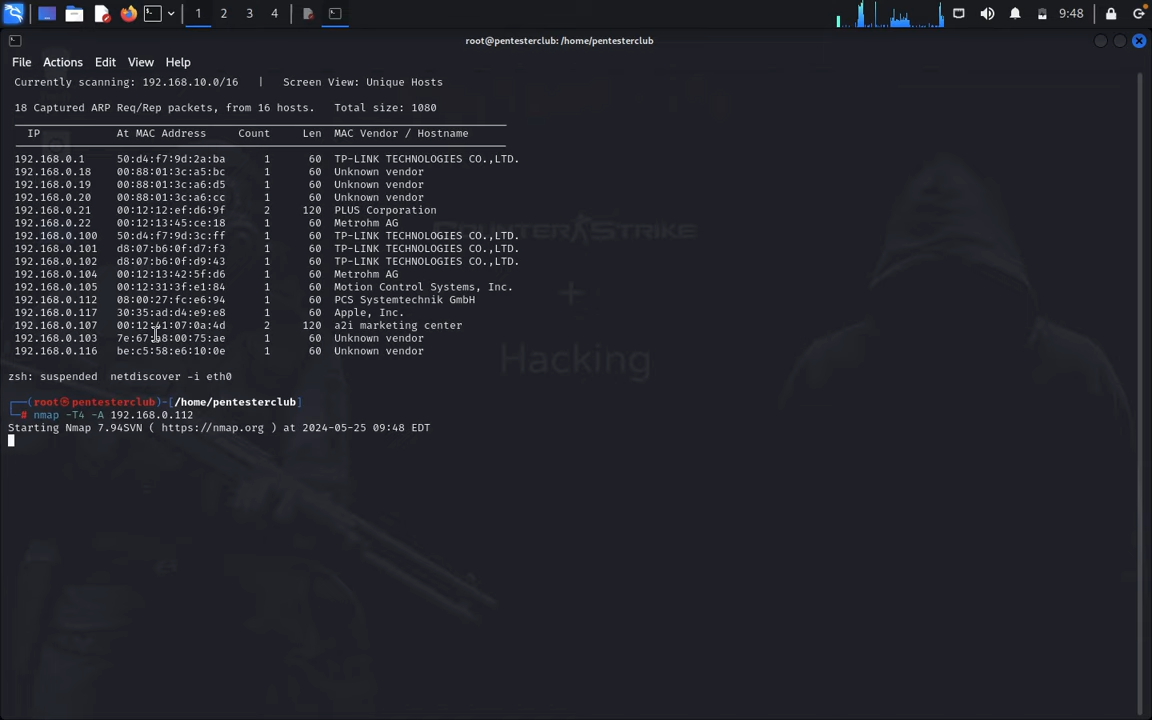 1 2 3 4 9:48
root@pentesterclub: /home/pentesterclub
File Actions Edit View Help
Currently scanning: 192.168.10.0/16 | Screen View: Unique Hosts
18 Captured ARP Req/Rep packets, from 16 hosts. Total size: 1080
IP At MAC Address Count Len MAC Vendor / Hostname
192.168.0.1 50:d4:f7:9d:2a:ba 1 60 TP-LINK TECHNOLOGIES CO.,LTD.
192.168.0.18 00:88:01:3c:a5:bc 1 60 Unknown vendor
192.168.0.19 00:88:01:3c:a6:d5 1 60 Unknown vendor
192.168.0.20 00:88:01:3c:a6:cc 1 60 Unknown vendor
192.168.0.21 00:12:12:ef:d6:9f 2 120 PLUS Corporation
192.168.0.22 00:12:13:45:ce:18 1 60 Metrohm AG
192.168.0.100 50:d4:f7:9d:3c:ff 1 60 TP-LINK TECHNOLOGIES CO.,LTD.
192.168.0.101 d8:07:b6:0f:d7:f3 1 60 TP-LINK TECHNOLOGIES CO.,LTD.
192.168.0.102 d8:07:b6:0f:d9:43 1 60 TP-LINK TECHNOLOGIES CO.,LTD.
192.168.0.104 00:12:13:42:5f:d6 1 60 Metrohm AG
192.168.0.105 00:12:31:3f:e1:84 1 60 Motion Control Systems, Inc.
192.168.0.112 08:00:27:fc:e6:94 1 60 PCS Systemtechnik GmbH
192.168.0.117 30:35:ad:d4:e9:e8 1 60 Apple, Inc.
192.168.0.107 00:12:41:07:0a:4d 2 120 a2i marketing center
192.168.0.103 1 60 Unknown vendor
192.168.0.116 be:c5:58:e6:10:0e 1 60 Unknown vendor
zsh: suspended netdiscover -i eth0
┌──(root㉿pentesterclub)-[/home/pentesterclub]
└─# nmap -T4 -A 192.168.0.112
Starting Nmap 7.94SVN ( https://nmap.org ) at 2024-05-25 09:48 EDT
COUNTER STRIKE
+
Hacking